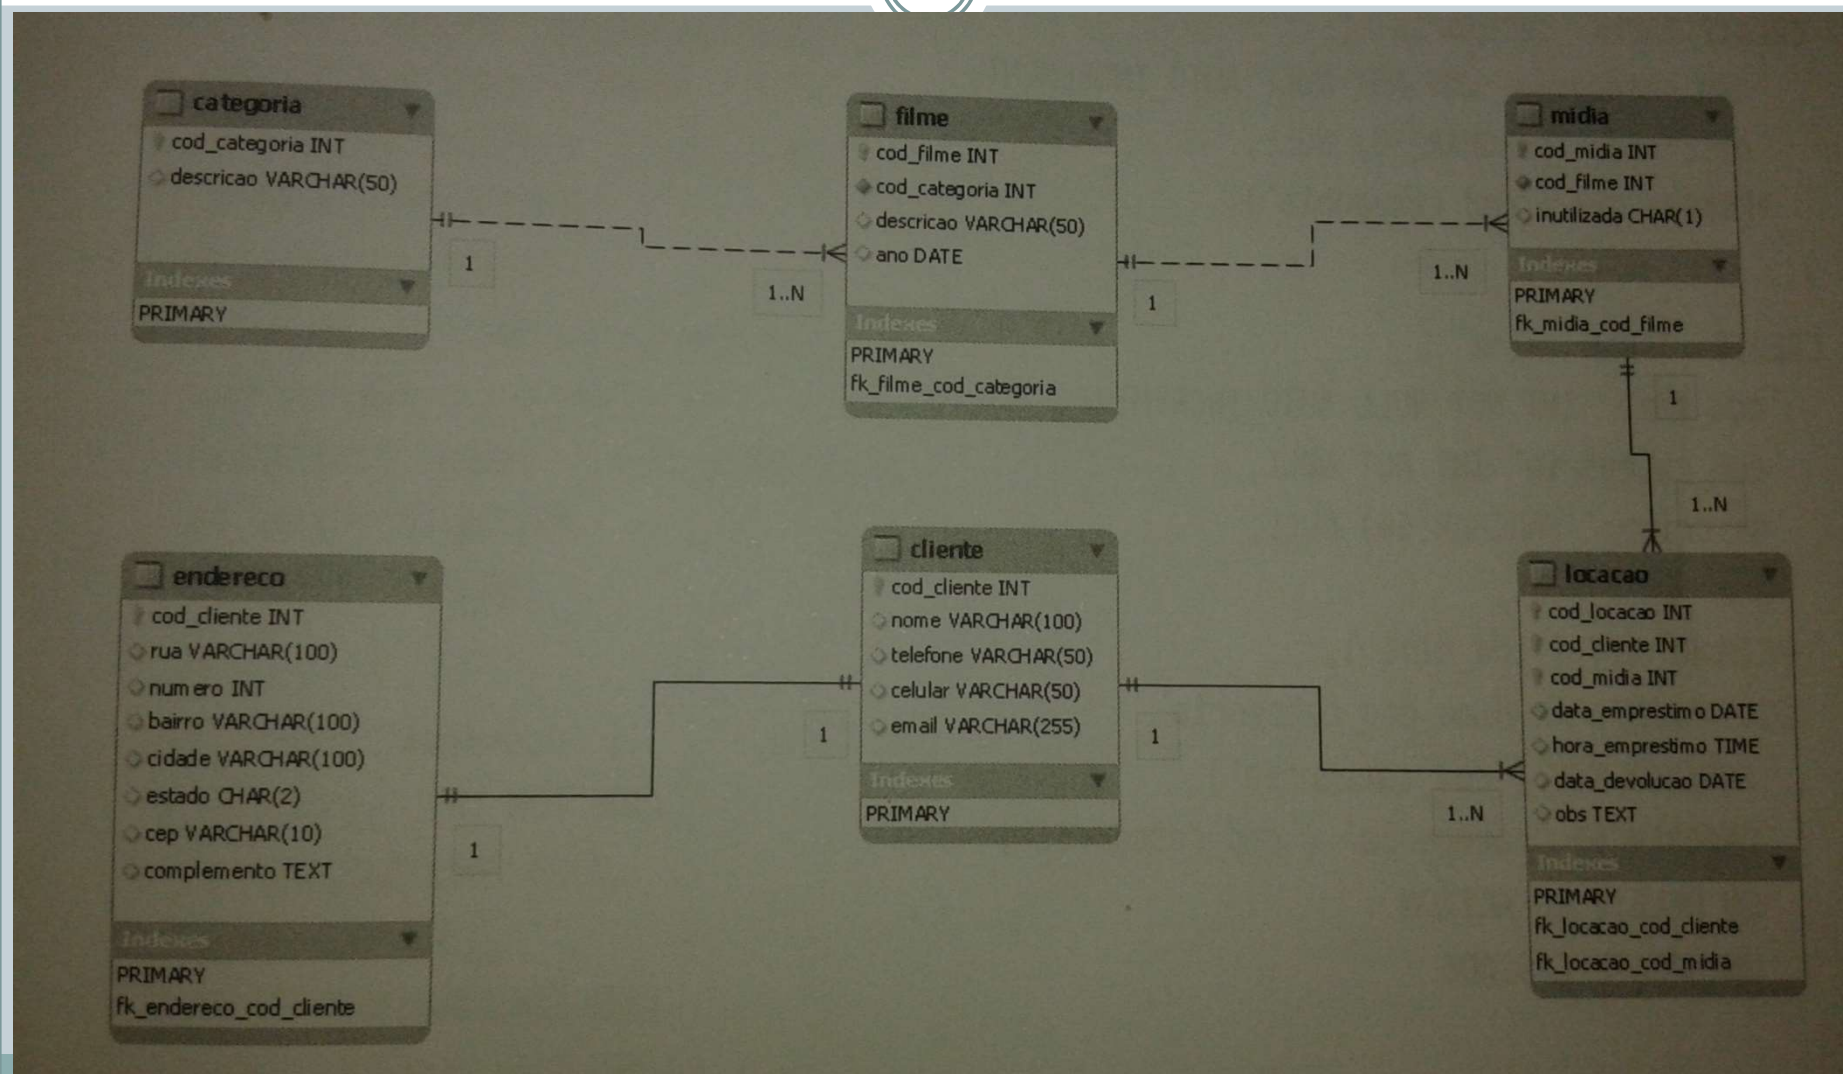 categoria
cod_categoria INT
descricao VARCHAR(50)
Indexes
PRIMARY
1
1..N
filme
cod_filme INT
cod_categoria INT
descricao VARCHAR(50)
ano DATE
Indexes
PRIMARY
fk_filme_cod_categoria
1
1..N
midia
cod_midia INT
cod_filme INT
inutilizada CHAR(1)
Indexes
PRIMARY
fk_midia_cod_filme
1
1..N
endereco
cod_cliente INT
rua VARCHAR(100)
numero INT
bairro VARCHAR(100)
cidade VARCHAR(100)
estado CHAR(2)
cep VARCHAR(10)
complemento TEXT
Indexes
PRIMARY
fk_endereco_cod_cliente
1
1
cliente
cod_cliente INT
nome VARCHAR(100)
telefone VARCHAR(50)
celular VARCHAR(50)
email VARCHAR(255)
Indexes
PRIMARY
1
1..N
locacao
cod_locacao INT
cod_cliente INT
cod_midia INT
data_emprestimo DATE
hora_emprestimo TIME
data_devolucao DATE
obs TEXT
Indexes
PRIMARY
fk_locacao_cod_cliente
fk_locacao_cod_midia